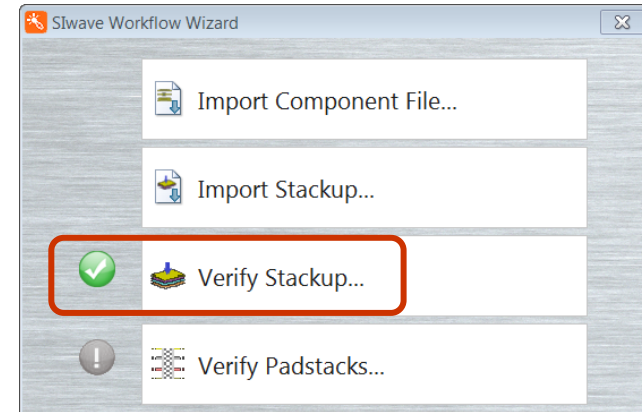 SIwave Workflow Wizard
Import Component File...
Import Stackup...
Verify Stackup...
Verify Padstacks...